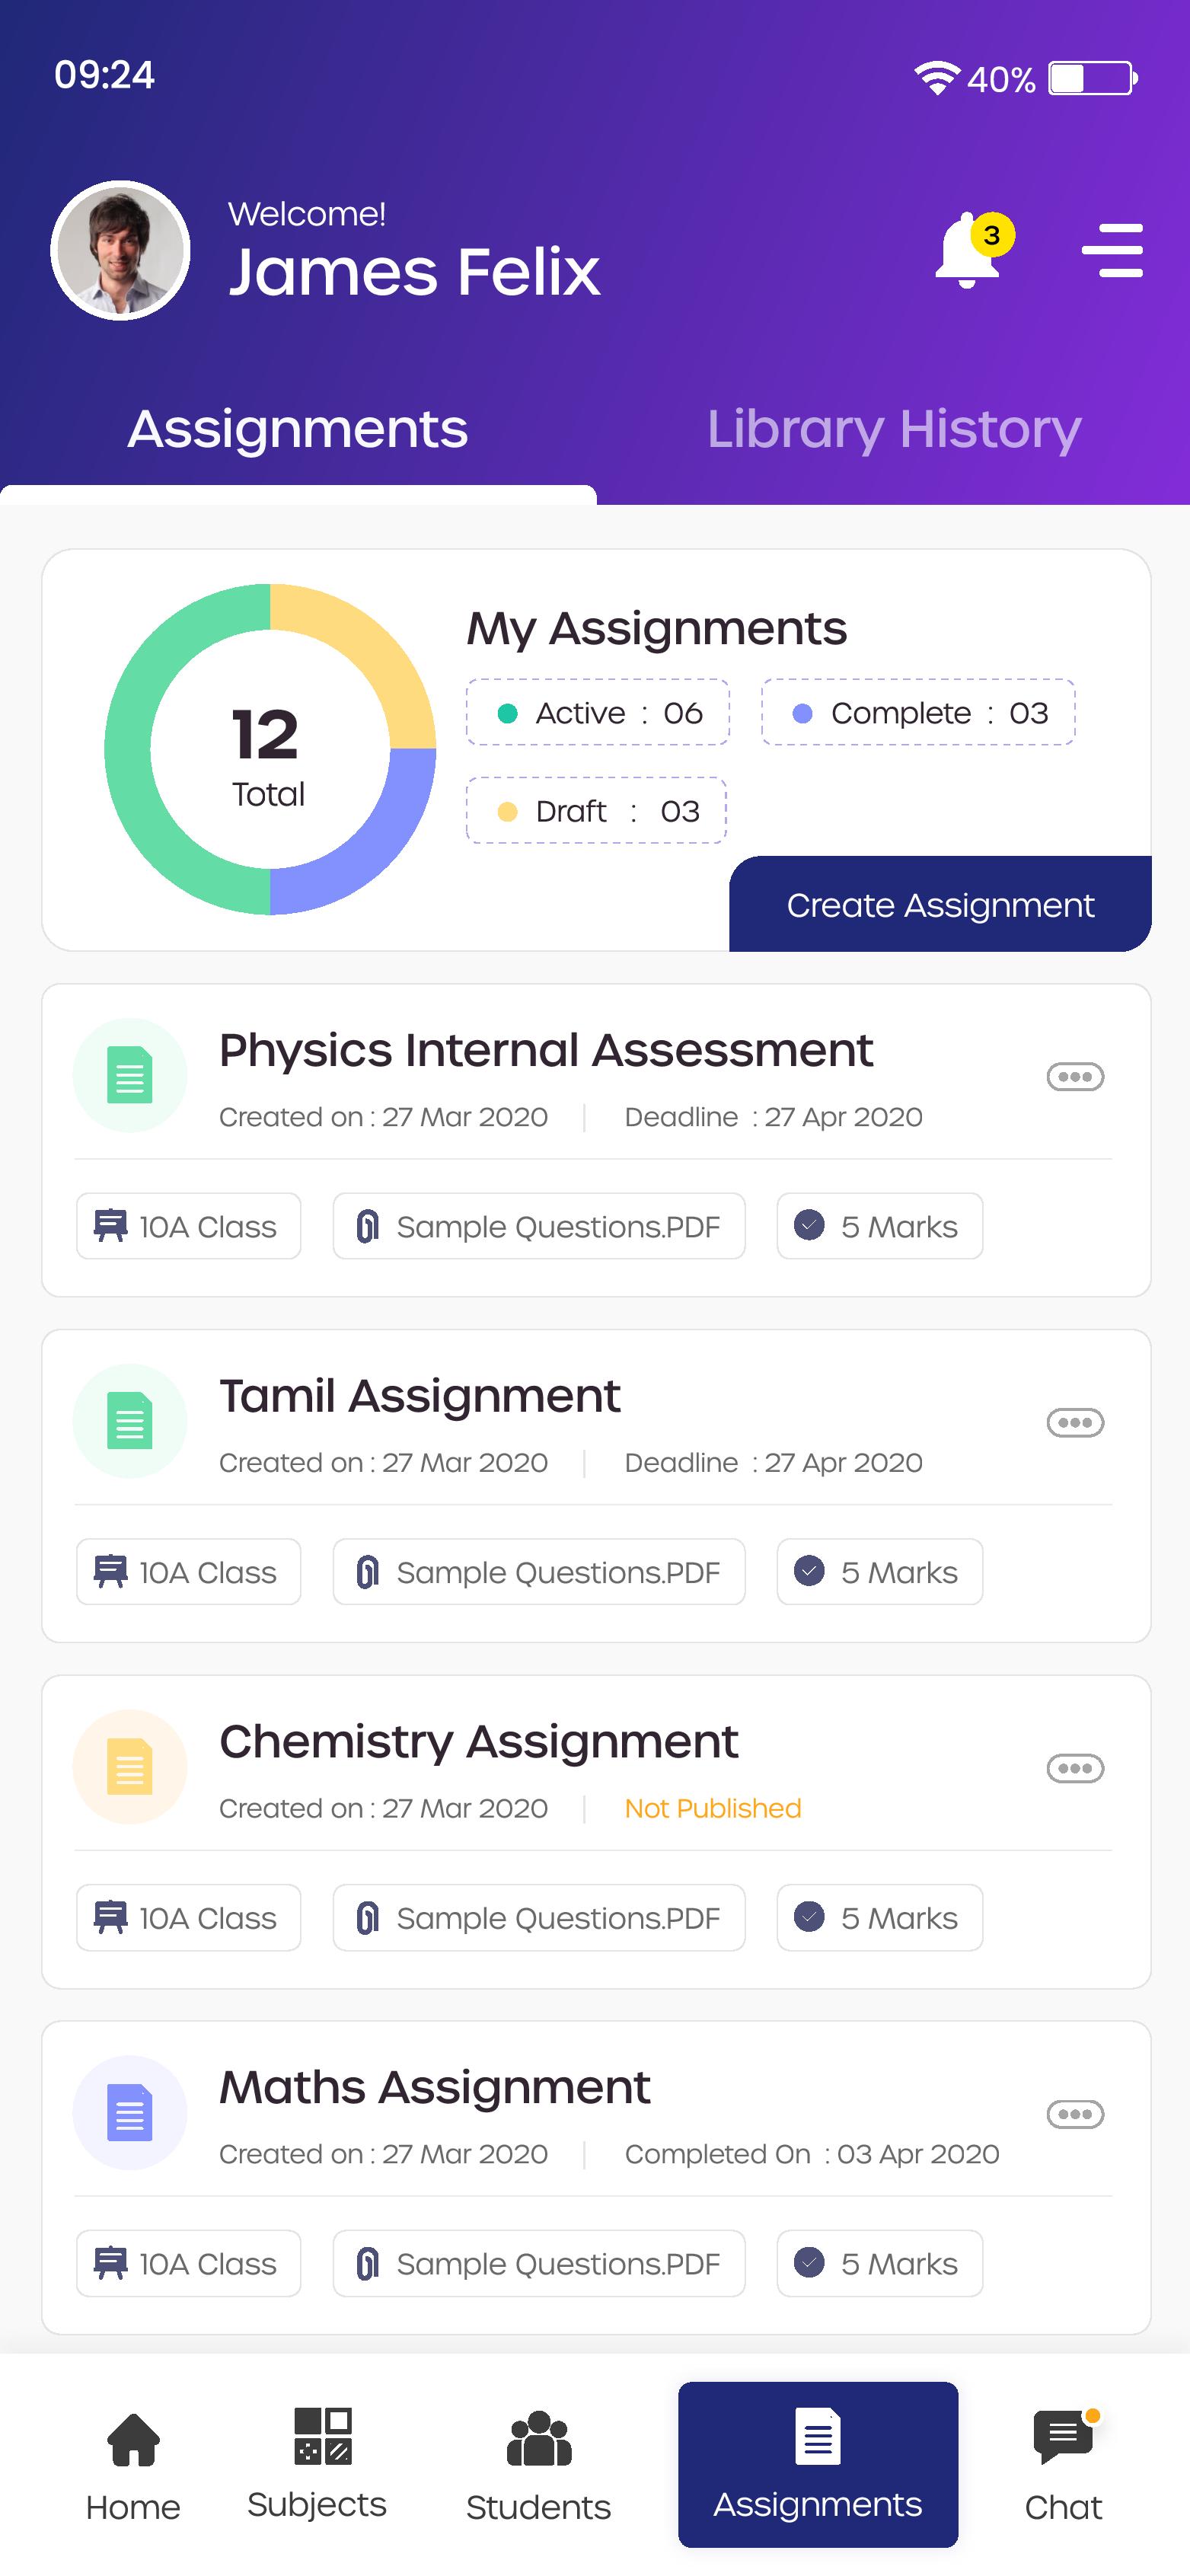 09:24
40%
Welcome!
James Felix
3
Assignments
Library History
12
Total
My Assignments
Active : 06
Complete : 03
Draft : 03
Create Assignment
Physics Internal Assessment
Created on : 27 Mar 2020
Deadline : 27 Apr 2020
10A Class
Sample Questions.PDF
5 Marks
Tamil Assignment
Created on : 27 Mar 2020
Deadline : 27 Apr 2020
10A Class
Sample Questions.PDF
5 Marks
Chemistry Assignment
Created on : 27 Mar 2020
Not Published
10A Class
Sample Questions.PDF
5 Marks
Maths Assignment
Created on : 27 Mar 2020
Completed On : 03 Apr 2020
10A Class
Sample Questions.PDF
5 Marks
Home
Subjects
Students
Assignments
Chat